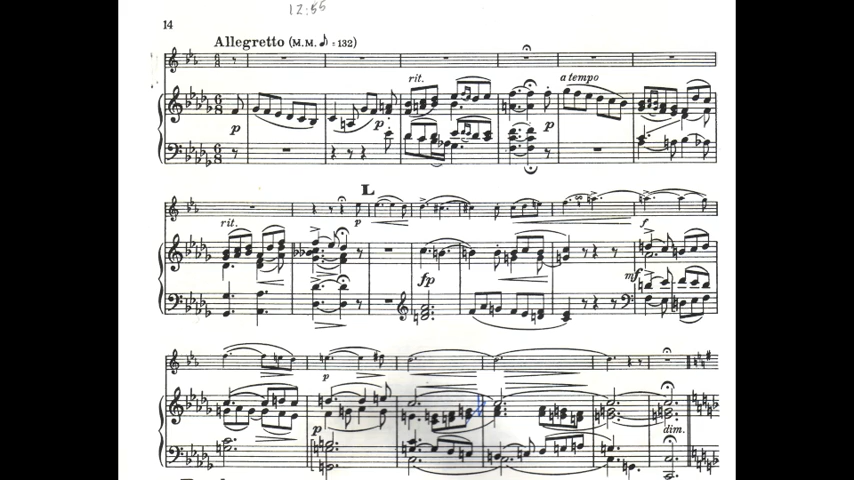 12:55
14
Allegretto (M.M. ♪ = 132)
rit.
a tempo
p
p
p
L
rit.
p
f
fp
mf
p
p
dim.